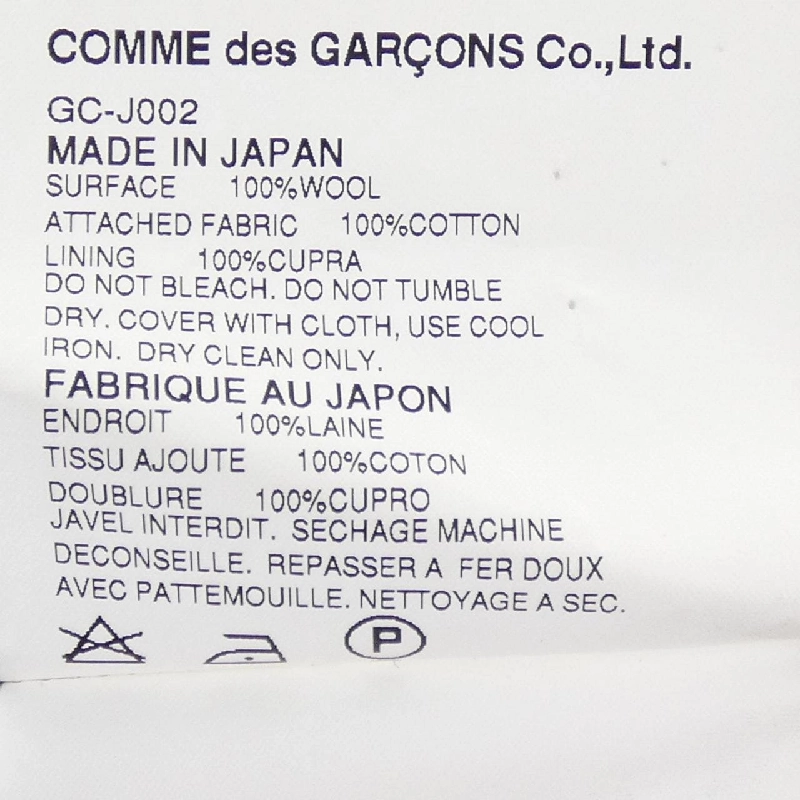 COMME des GARÇONS Co.,Ltd.
GC-J002
MADE IN JAPAN
SURFACE 100%WOOL
ATTACHED FABRIC 100%COTTON
LINING 100%CUPRA
DO NOT BLEACH. DO NOT TUMBLE
DRY. COVER WITH CLOTH, USE COOL
IRON. DRY CLEAN ONLY.
FABRIQUE AU JAPON
ENDROIT 100%LAINE
TISSU AJOUTE 100%COTON
DOUBLURE 100%CUPRO
JAVEL INTERDIT. SECHAGE MACHINE
DECONSEILLE. REPASSER A FER DOUX
AVEC PATTEMOUILLE. NETTOYAGE A SEC.
P